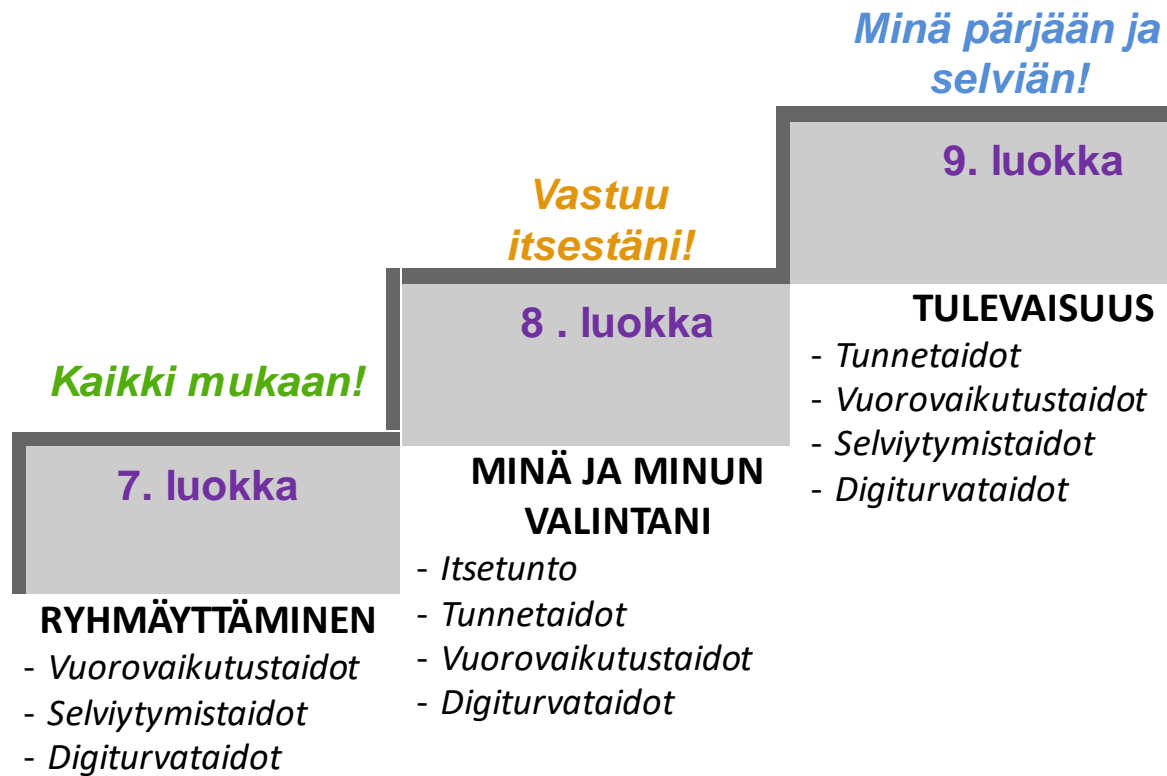 Kaikki mukaan!
7. luokka
RYHMÄYTTÄMINEN
- Vuorovaikutustaidot
- Selviytymistaidot
- Digiturvataidot
Vastuu
itsestäni!
8 . luokka
MINÄ JA MINUN
VALINTANI
- Itsetunto
- Tunnetaidot
- Vuorovaikutustaidot
- Digiturvataidot
Minä pärjään ja
selviän!
9. luokka
TULEVAISUUS
- Tunnetaidot
- Vuorovaikutustaidot
- Selviytymistaidot
- Digiturvataidot